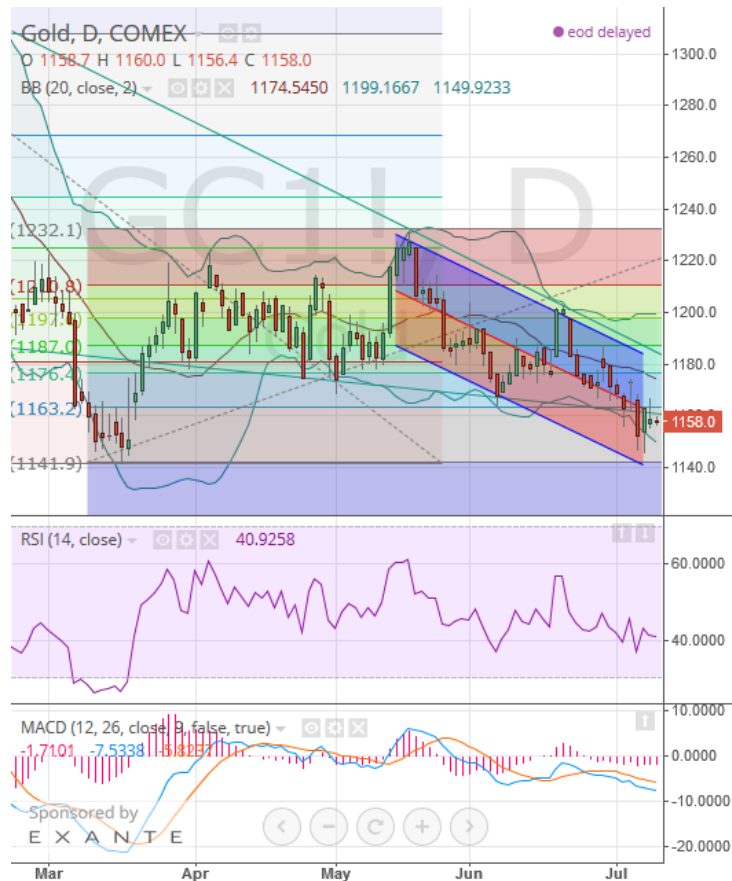 Gold, D, COMEX
eod delayed
O 1158.7 H 1160.0 L 1156.4 C 1158.0
BB (20, close, 2) 1174.5450 1199.1667 1149.9233
GC1!, D
1300.0
1280.0
1260.0
1240.0
1220.0
1200.0
1180.0
1158.0
1140.0
(1232.1)
(1187.0)
(1176.4)
(1163.2)
(1141.9)
RSI (14, close) 40.9258
60.0000
40.0000
MACD (12, 26, close, 9, false, true)
-1.7101 -7.5338 -5.8237
10.0000
0.0000
-10.0000
-20.0000
Sponsored by
EXANTE
Mar Apr May Jun Jul